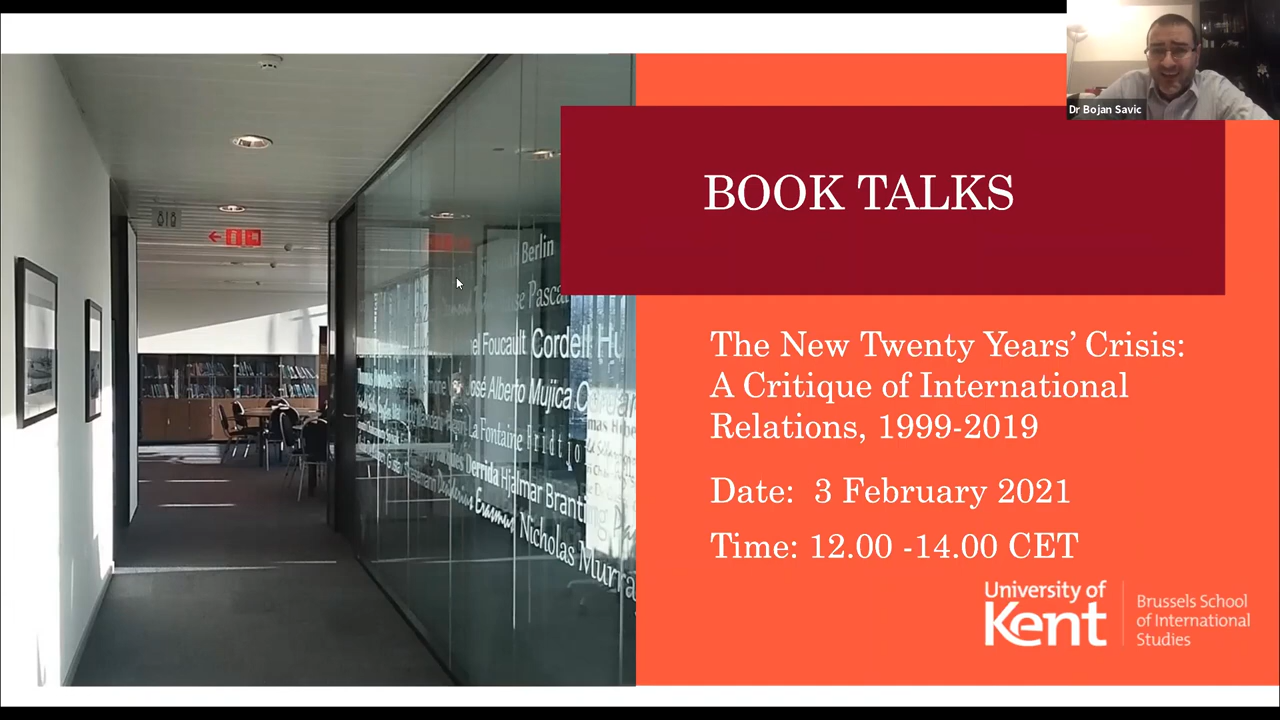 Dr Bojan Savic
BOOK TALKS
The New Twenty Years' Crisis:
A Critique of International
Relations, 1999-2019
Date: 3 February 2021
Time: 12.00 -14.00 CET
University of
Kent
Brussels School
of International
Studies
Berlin
Pascal
Foucault Cordell
José Alberto Mujica
La Fontaine
Derrida Hjalmar
Erasmus Nicholas